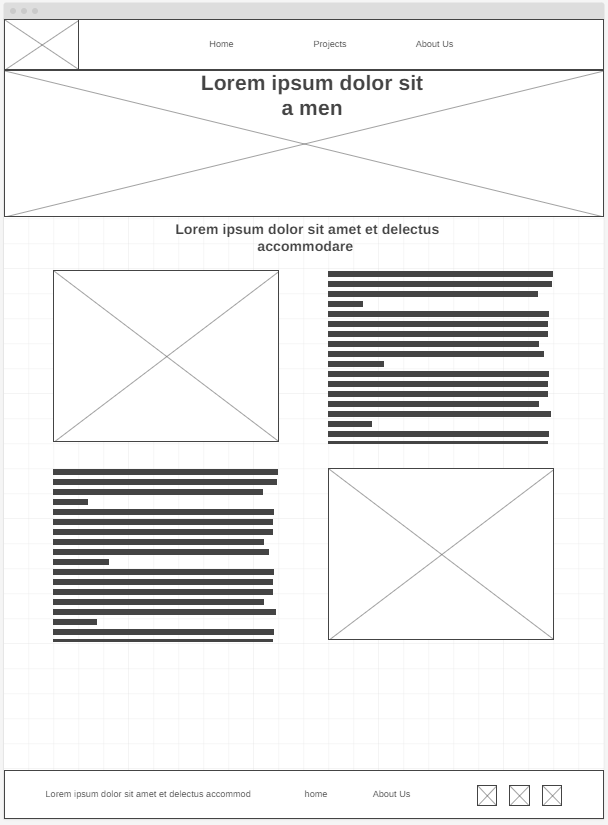 Home Projects About Us
Lorem ipsum dolor sit
a men
Lorem ipsum dolor sit amet et delectus
accommodare
Lorem ipsum dolor sit amet et delectus accommod home About Us